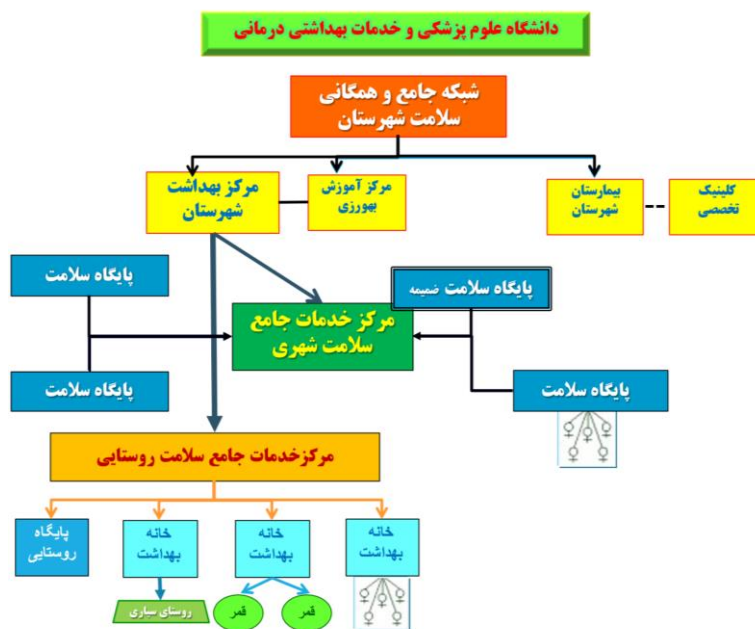 دانشگاه علوم پزشکی و خدمات بهداشتی درمانی
شبکه جامع و همگانی
سلامت شهرستان
مرکز بهداشت
شهرستان
مرکز آموزش
بهورزی
بیمارستان
شهرستان
کلینیک
تخصصی
پایگاه سلامت
پایگاه سلامت ضمیمه
مرکز خدمات جامع
سلامت شهری
پایگاه سلامت
پایگاه سلامت
مرکزخدمات جامع سلامت روستایی
پایگاه
روستایی
خانه
بهداشت
خانه
بهداشت
خانه
بهداشت
روستای سیاری
قمر
قمر